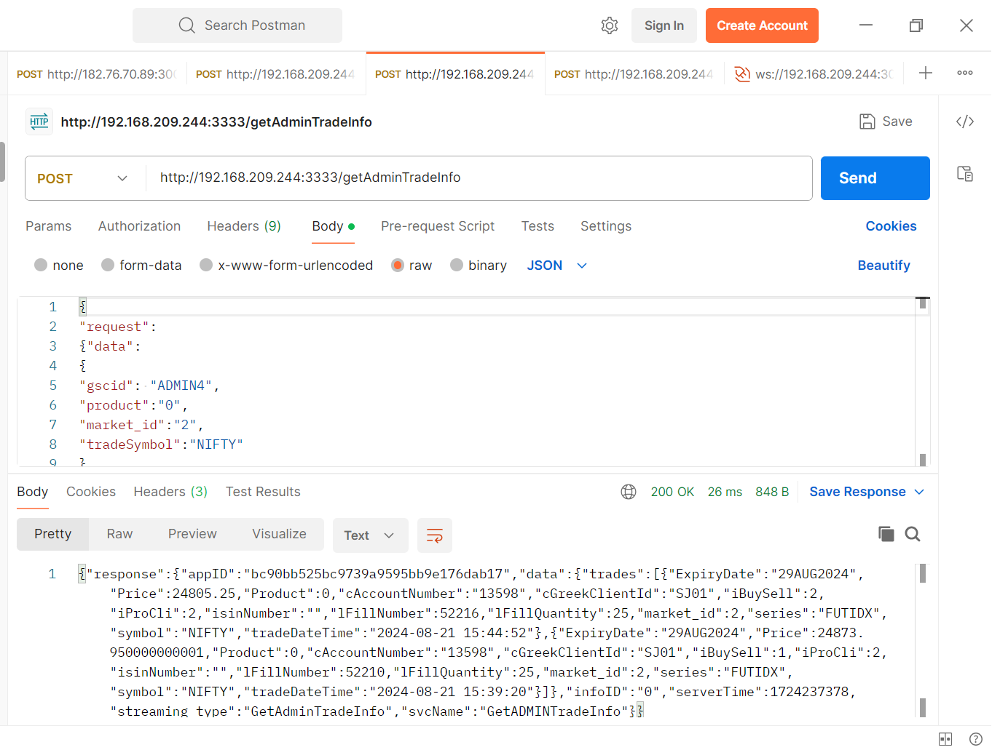 Search Postman
Sign In
Create Account
POST http://182.76.70.89:300
POST http://192.168.209.244
POST http://192.168.209.244
POST http://192.168.209.244
ws://192.168.209.244:30
HTTP
http://192.168.209.244:3333/getAdminTradeInfo
Save
POST
http://192.168.209.244:3333/getAdminTradeInfo
Send
Params Authorization Headers (9) Body Pre-request Script Tests Settings Cookies
none form-data x-www-form-urlencoded raw binary JSON Beautify
1 {
2 "request":
3 {"data":
4 {
5 "gscid": "ADMIN4",
6 "product":"0",
7 "market_id":"2",
8 "tradeSymbol":"NIFTY"
9 }
Body Cookies Headers (3) Test Results 200 OK 26 ms 848 B Save Response
Pretty Raw Preview Visualize Text
1 {"response":{"appID":"bc90bb525bc9739a9595bb9e176dab17","data":{"trades":[{"ExpiryDate":"29AUG2024",
"Price":24805.25,"Product":0,"cAccountNumber":"13598","cGreekClientId":"SJ01","iBuySell":2,
"iProCli":2,"isinNumber":"","lFillNumber":52216,"lFillQuantity":25,"market_id":2,"series":"FUTIDX",
"symbol":"NIFTY","tradeDateTime":"2024-08-21 15:44:52"},{"ExpiryDate":"29AUG2024","Price":24873.
950000000001,"Product":0,"cAccountNumber":"13598","cGreekClientId":"SJ01","iBuySell":1,"iProCli":2,
"isinNumber":"","lFillNumber":52210,"lFillQuantity":25,"market_id":2,"series":"FUTIDX",
"symbol":"NIFTY","tradeDateTime":"2024-08-21 15:39:20"}]},"infoID":"0","serverTime":1724237378,
"streaming_type":"GetAdminTradeInfo","svcName":"GetADMINTradeInfo"}}